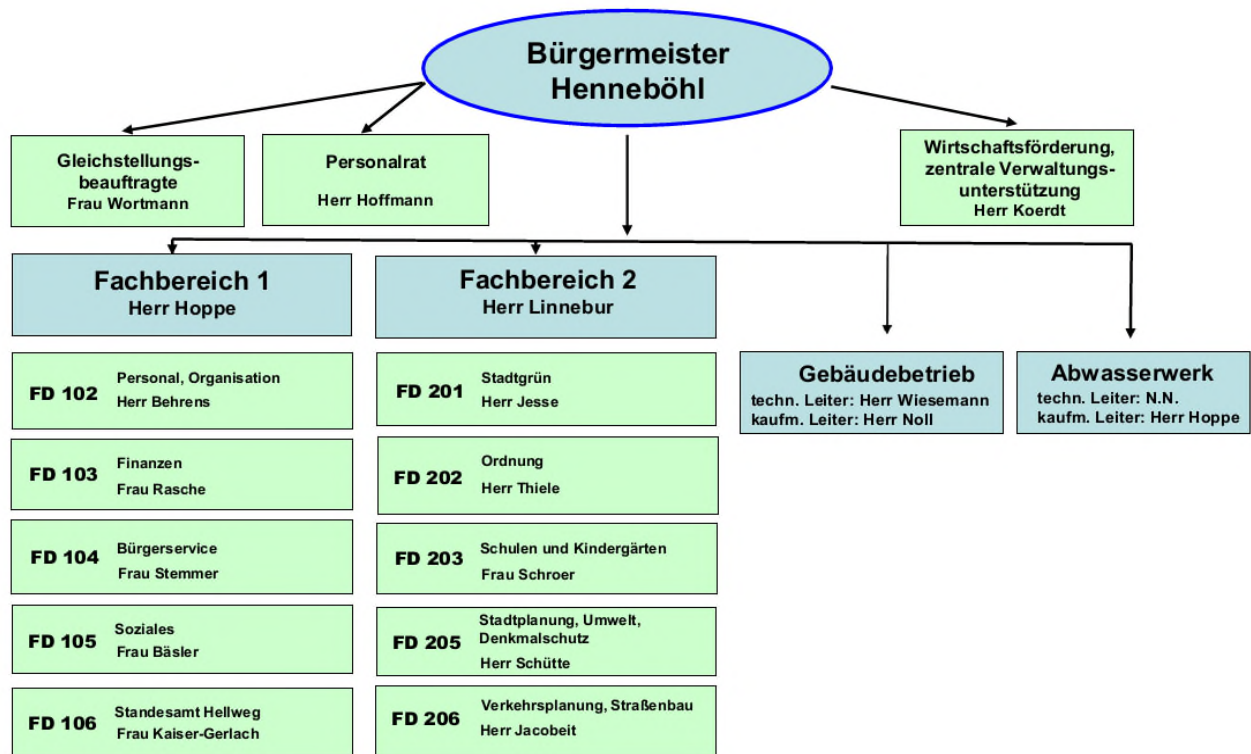 Bürgermeister
Henneböhl
Gleichstellungs-
beauftragte
Frau Wortmann
Personalrat
Herr Hoffmann
Wirtschaftsförderung,
zentrale Verwaltungs-
unterstützung
Herr Koerdt
Fachbereich 1
Herr Hoppe
Fachbereich 2
Herr Linnebur
Gebäudebetrieb
techn. Leiter: Herr Wiesemann
kaufm. Leiter: Herr Noll
Abwasserwerk
techn. Leiter: N.N.
kaufm. Leiter: Herr Hoppe
FD 102
Personal, Organisation
Herr Behrens
FD 103
Finanzen
Frau Rasche
FD 104
Bürgerservice
Frau Stemmer
FD 105
Soziales
Frau Bäsler
FD 106
Standesamt Hellweg
Frau Kaiser-Gerlach
FD 201
Stadtgrün
Herr Jesse
FD 202
Ordnung
Herr Thiele
FD 203
Schulen und Kindergärten
Frau Schroer
FD 205
Stadtplanung, Umwelt,
Denkmalschutz
Herr Schütte
FD 206
Verkehrsplanung, Straßenbau
Herr Jacobeit